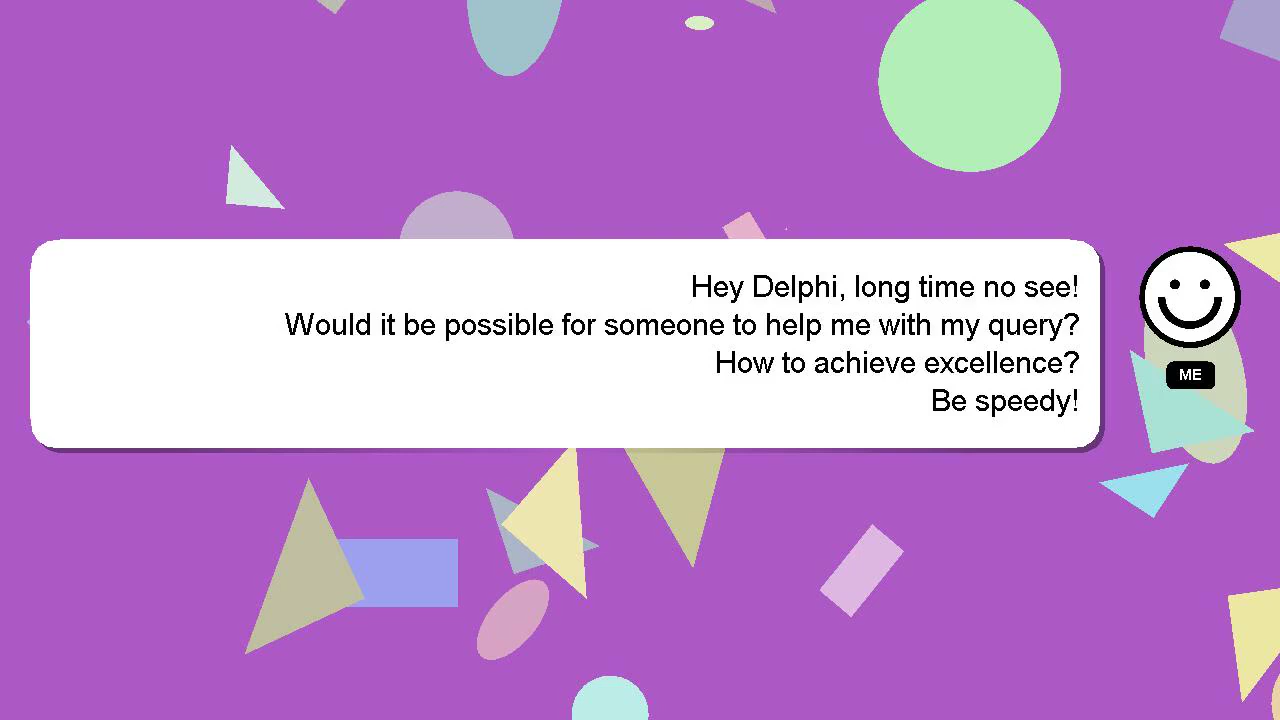 Hey Delphi, long time no see!
Would it be possible for someone to help me with my query?
How to achieve excellence?
Be speedy!
ME